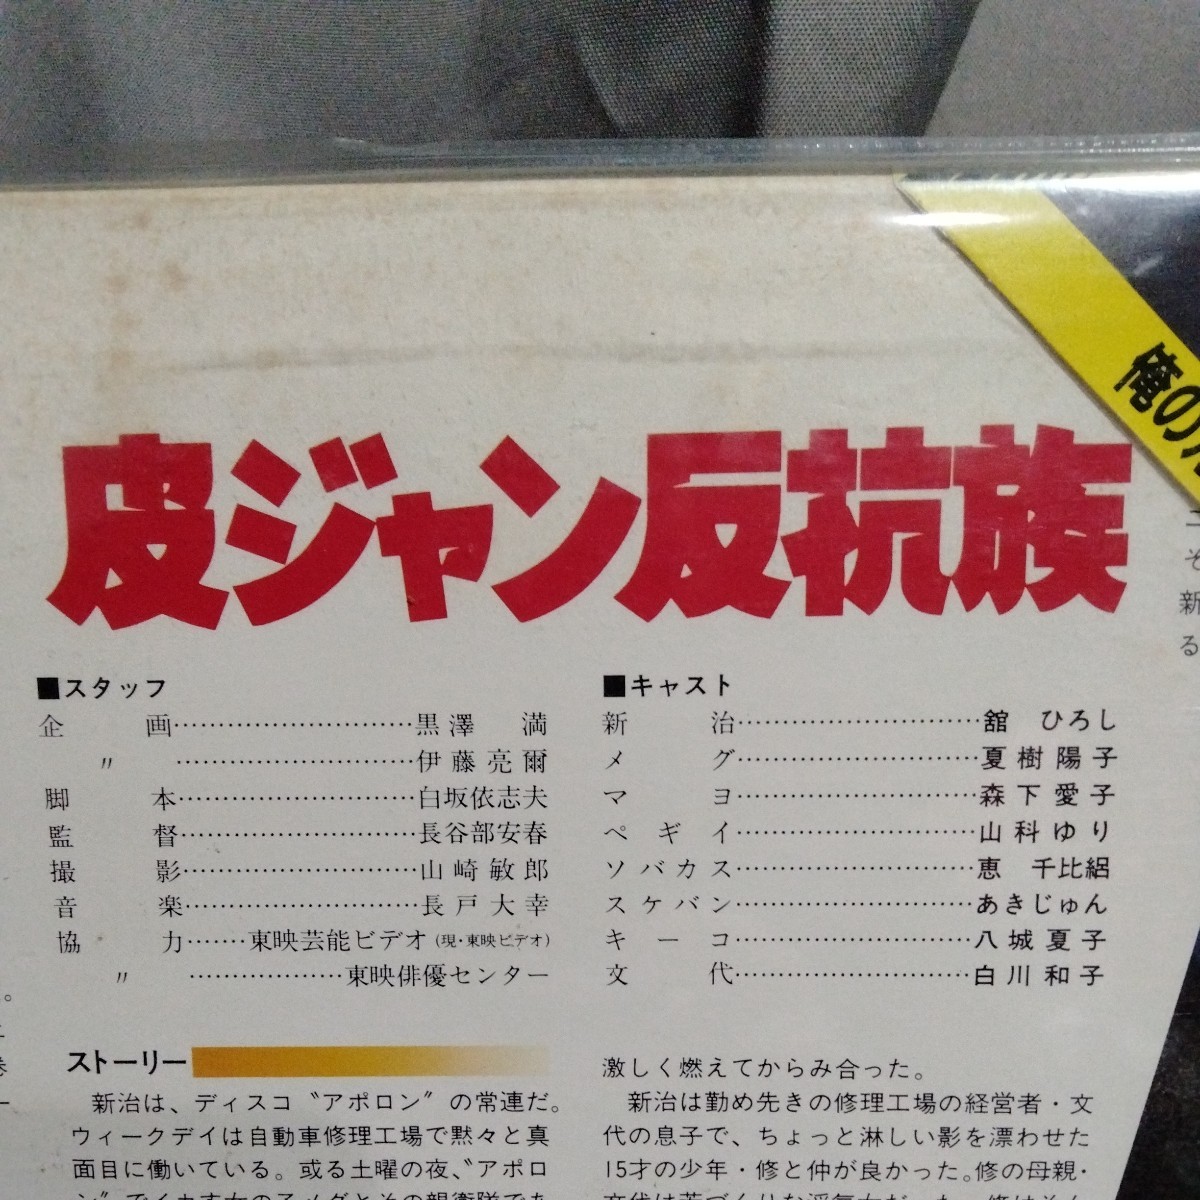 俺の
皮ジャン反抗族
■スタッフ
企画………黒澤満
〃………伊藤亮爾
脚本………白坂依志夫
監督………長谷部安春
撮影………山崎敏郎
音楽………長戸大幸
協力………東映芸能ビデオ(現・東映ビデオ)
〃………東映俳優センター
■キャスト
新治………舘ひろし
メグ………夏樹陽子
マヨ………森下愛子
ペギイ………山科ゆり
ソバカス………恵千比絽
スケバン………あきじゅん
キーコ………八城夏子
文代………白川和子
ストーリー
新治は、ディスコ〝アポロン〟の常連だ。
ウィークデイは自動車修理工場で黙々と真
面目に働いている。或る土曜の夜、〝アポロ
激しく燃えてからみ合った。
新治は勤め先きの修理工場の経営者・文
代の息子で、ちょっと淋しい影を漂わせた
15才の少年・修と仲が良かった。修の母親・
そ
新
る